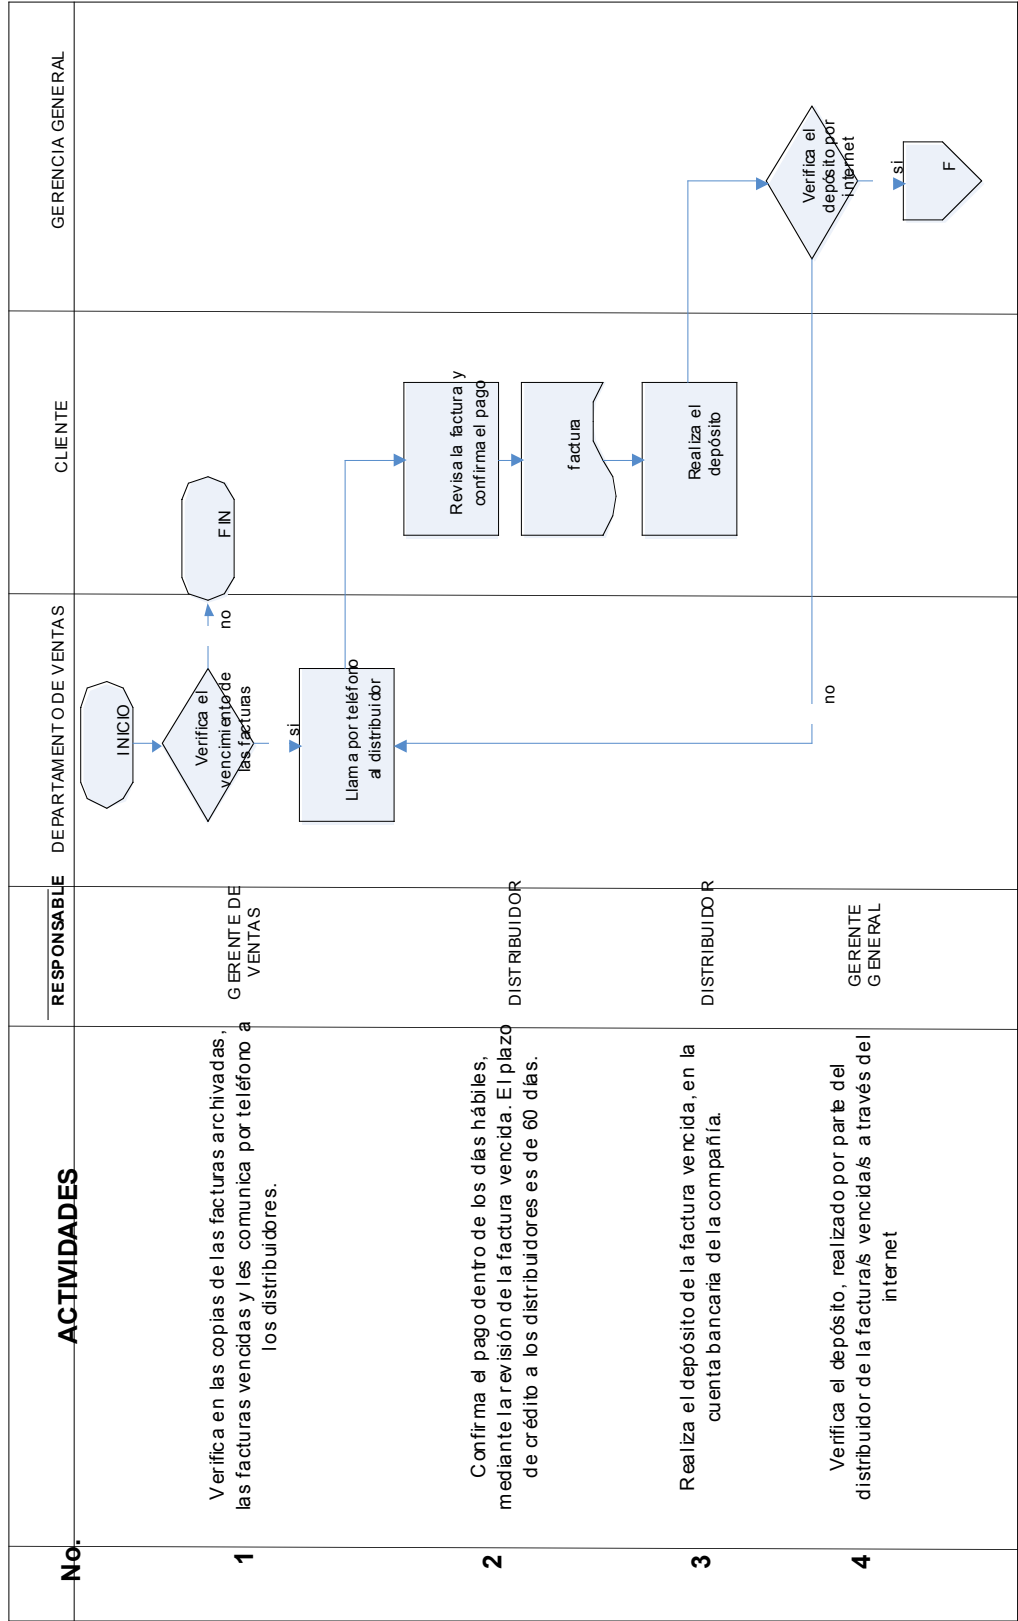 No.
ACTIVIDADES
RESPONSABLE
DEPARTAMENTO DE VENTAS
CLIENTE
GERENCIA GENERAL
1
Verifica en las copias de las facturas archivadas,
las facturas vencidas y les comunica por teléfono a
los distribuidores.
GERENTE DE
VENTAS
INICIO
Verifica el
vencimiento de
las facturas
no
FIN
si
Llama por teléfono
al distribuidor
2
Confirma el pago dentro de los días hábiles,
mediante la revisión de la factura vencida. El plazo
de crédito a los distribuidores es de 60 días.
DISTRIBUIDOR
Revisa la factura y
confirma el pago
factura
3
Realiza el depósito de la factura vencida, en la
cuenta bancaria de la compañía.
DISTRIBUIDOR
Realiza el
depósito
4
Verifica el depósito, realizado por parte del
distribuidor de la factura/s vencida/s a través del
internet
GERENTE
GENERAL
no
Verifica el
depósito por
internet
si
F